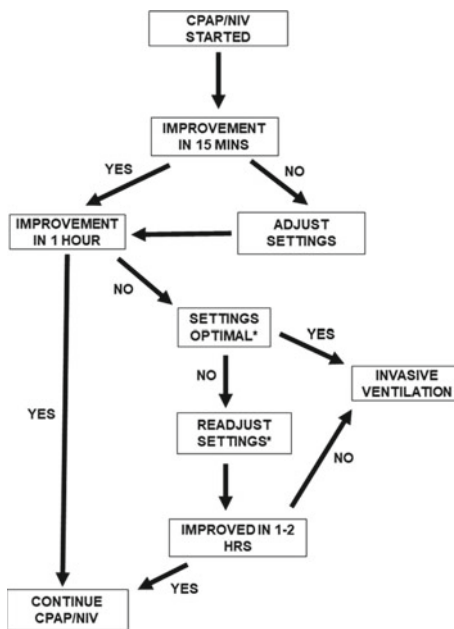 CPAP/NIV
STARTED
IMPROVEMENT
IN 15 MINS
YES
NO
IMPROVEMENT
IN 1 HOUR
ADJUST
SETTINGS
NO
SETTINGS
OPTIMAL*
YES
INVASIVE
VENTILATION
NO
YES
READJUST
SETTINGS*
NO
IMPROVED IN 1-2
HRS
YES
CONTINUE
CPAP/NIV